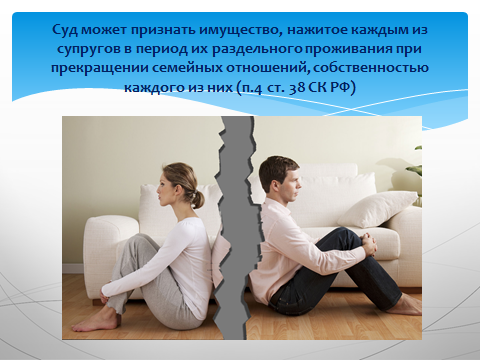 Суд может признать имущество, нажитое каждым из
супругов в период их раздельного проживания при
прекращении семейных отношений, собственностью
каждого из них (п.4 ст. 38 СК РФ)